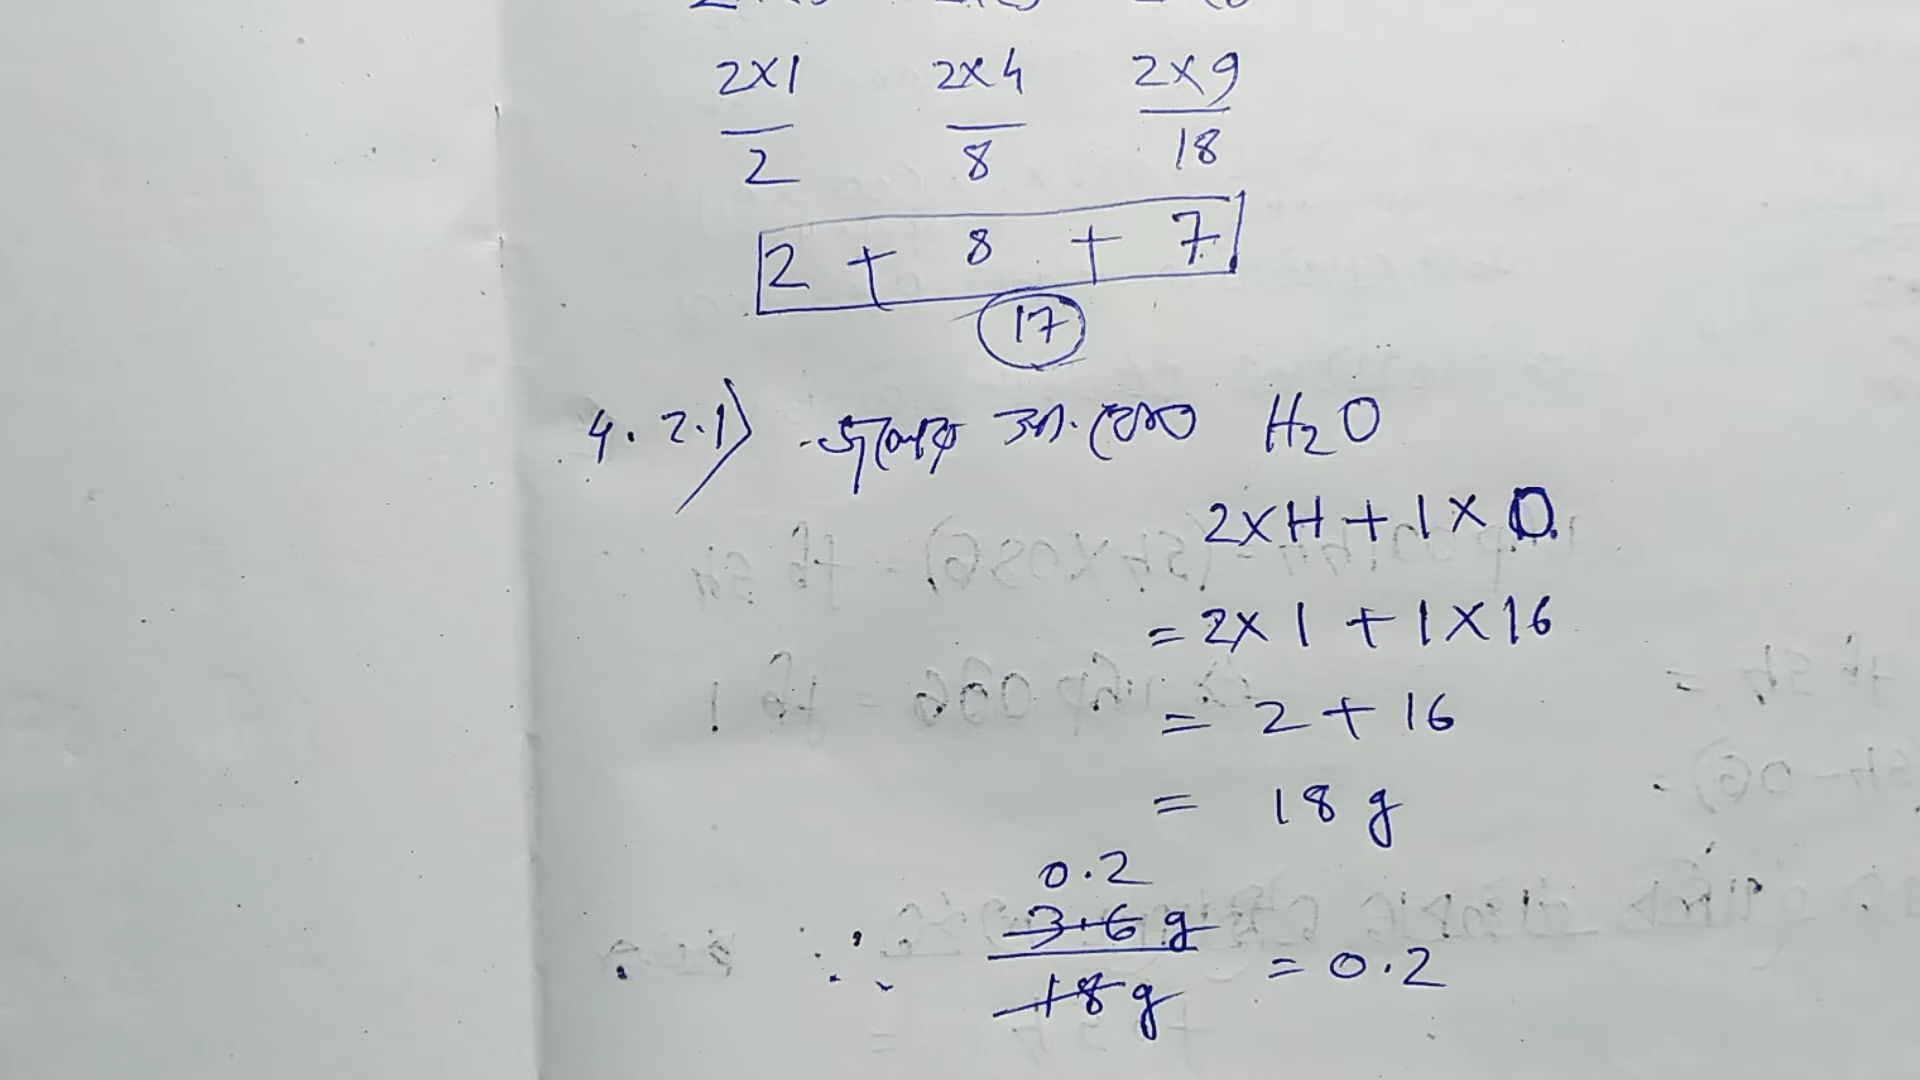 2×1 2×4 2×9
2 8 18
2 + 8 + 7
17
4.2.1) জলের H₂O
2×H + 1×O
= 2×1 + 1×16
= 2 + 16
= 18 g
0.2
∵ 3.6 g / 18 g = 0.2